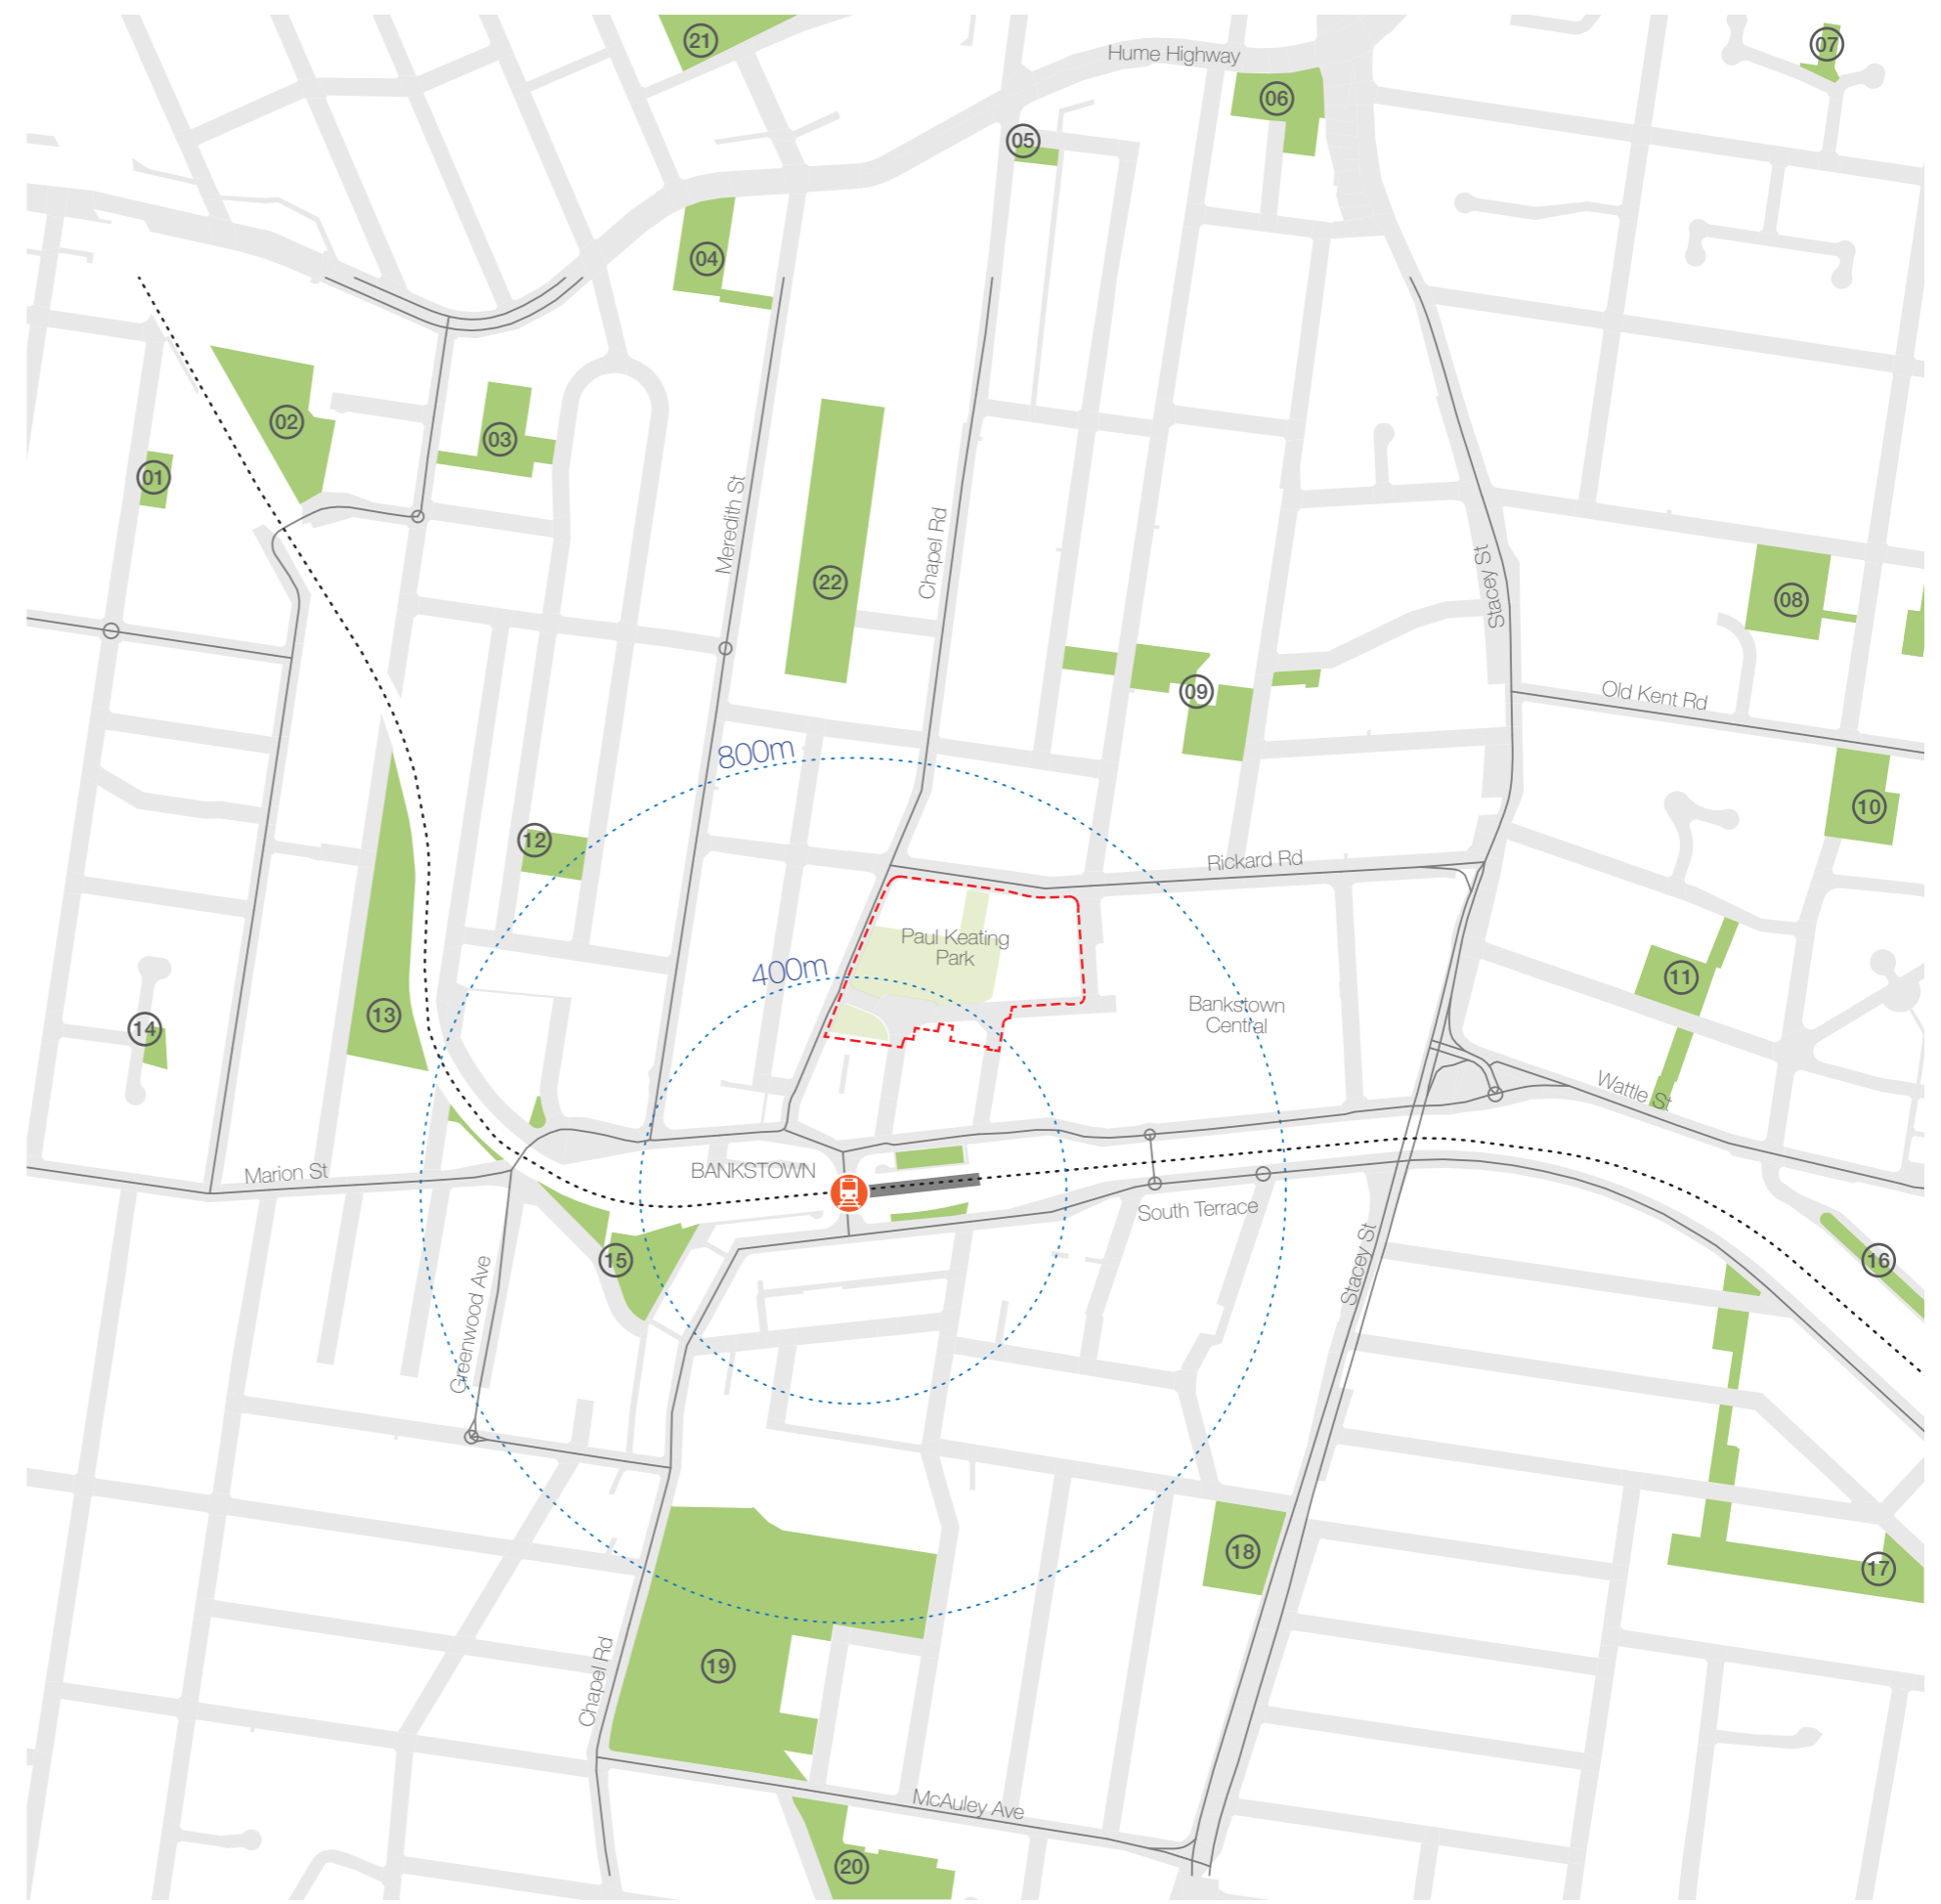 21
Hume Highway
07
06
05
04
02
03
01
Meredith St
22
Chapel Rd
Stacey St
08
09
Old Kent Rd
800m
10
12
Rickard Rd
Paul Keating
Park
400m
11
Bankstown
Central
13
14
Wattle St
Marion St
BANKSTOWN
South Terrace
15
16
Greenwood Ave
Stacey St
18
17
19
Chapel Rd
McAuley Ave
20